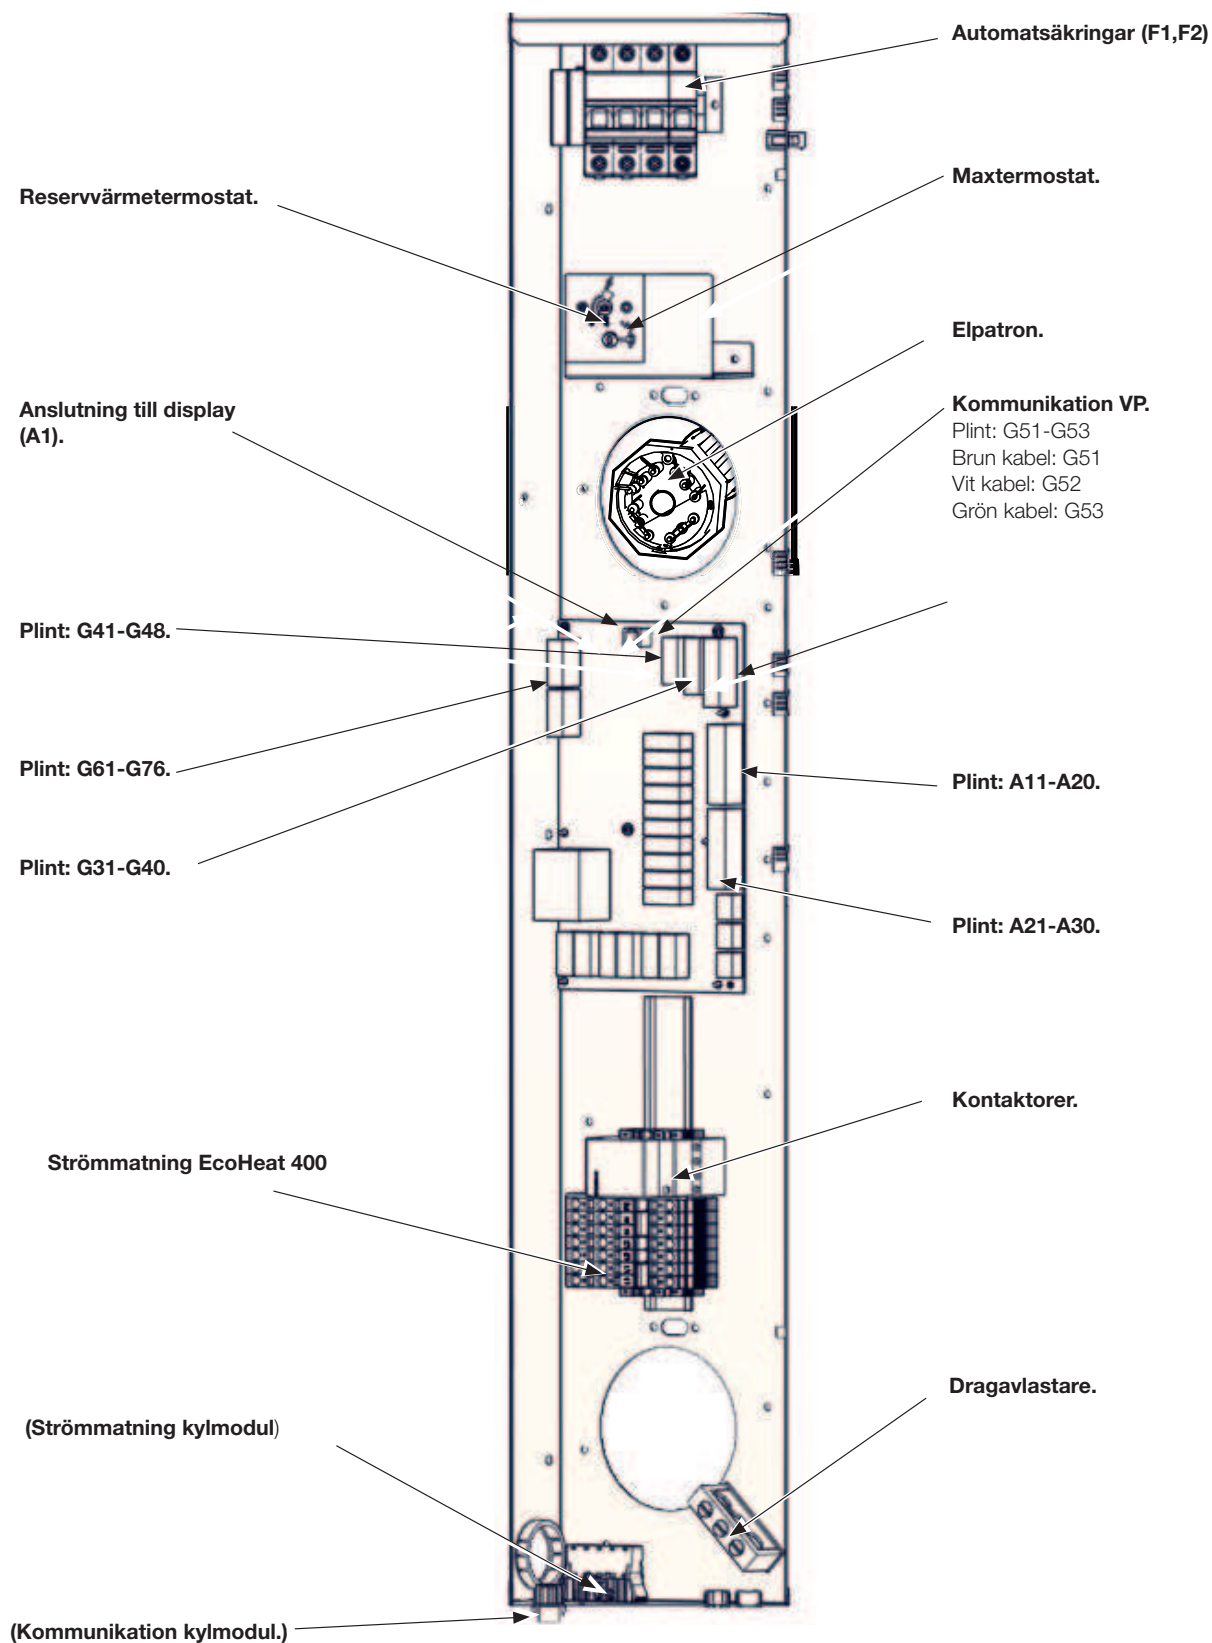 Automatsäkringar (F1,F2)
Maxtermostat.
Reservvärmetermostat.
Elpatron.
Anslutning till display
(A1).
Kommunikation VP.
Plint: G51-G53
Brun kabel: G51
Vit kabel: G52
Grön kabel: G53
Plint: G41-G48.
Plint: G61-G76.
Plint: A11-A20.
Plint: G31-G40.
Plint: A21-A30.
Kontaktorer.
Strömmatning EcoHeat 400
Dragavlastare.
(Strömmatning kylmodul)
(Kommunikation kylmodul.)